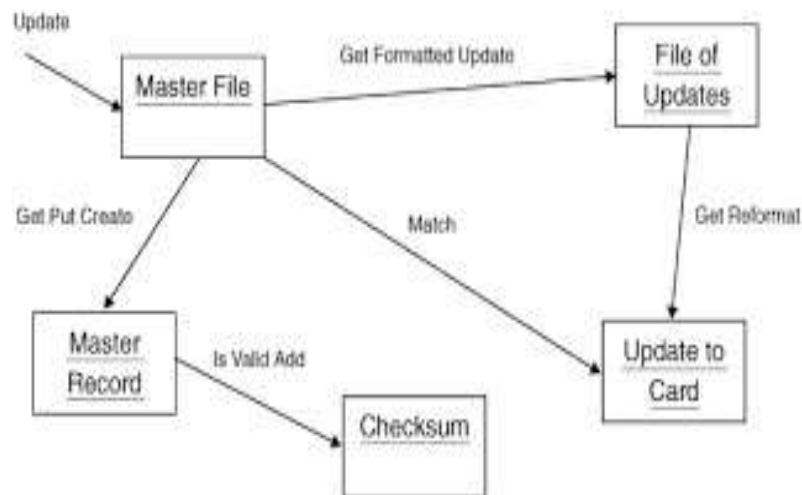 Update
Master File
Get Formatted Update
File of
Updates
Get Put Create
Match
Get Reformat
Master
Record
Is Valid Add
Checksum
Update to
Card